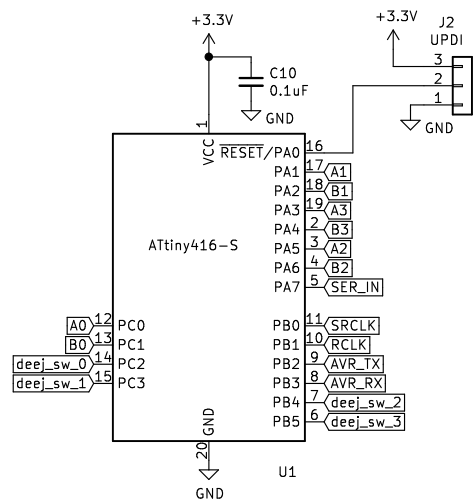 +3.3V
+3.3V
J2
UPDI
3
2
1
GND
C10
0.1uF
GND
1
VCC
RESET/PA0 16
PA1 17 A1
PA2 18 B1
PA3 19 A3
PA4 2 B3
PA5 3 A2
PA6 4 B2
PA7 5 SER_IN
ATtiny416-S
A0 12 PC0
B0 13 PC1
deej_sw_0 14 PC2
deej_sw_1 15 PC3
PB0 11 SRCLK
PB1 10 RCLK
PB2 9 AVR_TX
PB3 8 AVR_RX
PB4 7 deej_sw_2
PB5 6 deej_sw_3
GND
20
U1
GND